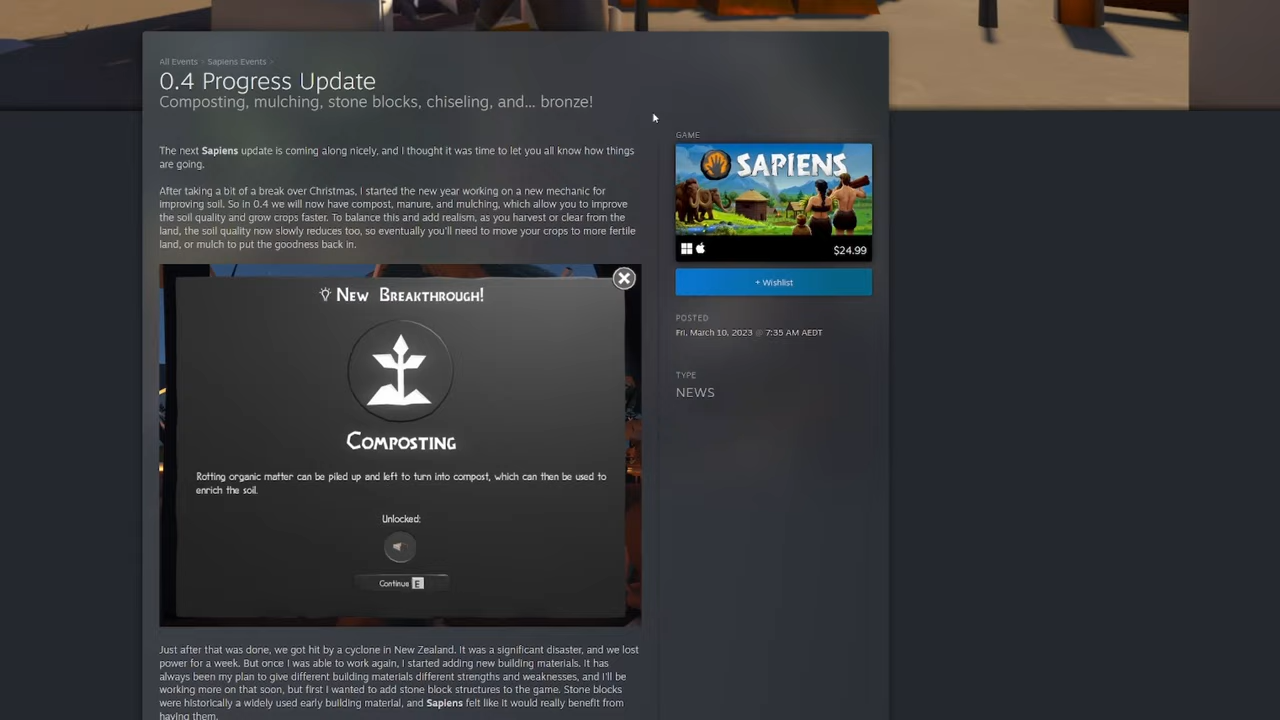 All Events > Sapiens Events >
0.4 Progress Update
Composting, mulching, stone blocks, chiseling, and... bronze!
The next Sapiens update is coming along nicely, and I thought it was time to let you all know how things
are going.
After taking a bit of a break over Christmas, I started the new year working on a new mechanic for
improving soil. So in 0.4 we will now have compost, manure, and mulching, which allow you to improve
the soil quality and grow crops faster. To balance this and add realism, as you harvest or clear from the
land, the soil quality now slowly reduces too, so eventually you'll need to move your crops to more fertile
land, or mulch to put the goodness back in.
New Breakthrough!
Composting
Rotting organic matter can be piled up and left to turn into compost, which can then be used to
enrich the soil.
Unlocked:
Continue E
Just after that was done, we got hit by a cyclone in New Zealand. It was a significant disaster, and we lost
power for a week. But once I was able to work again, I started adding new building materials. It has
always been my plan to give different building materials different strengths and weaknesses, and I'll be
working more on that soon, but first I wanted to add stone block structures to the game. Stone blocks
were historically a widely used early building material, and Sapiens felt like it would really benefit from
having them.
GAME
SAPIENS
$24.99
+ Wishlist
POSTED
Fri, March 10, 2023 @ 7:35 AM AEDT
TYPE
NEWS